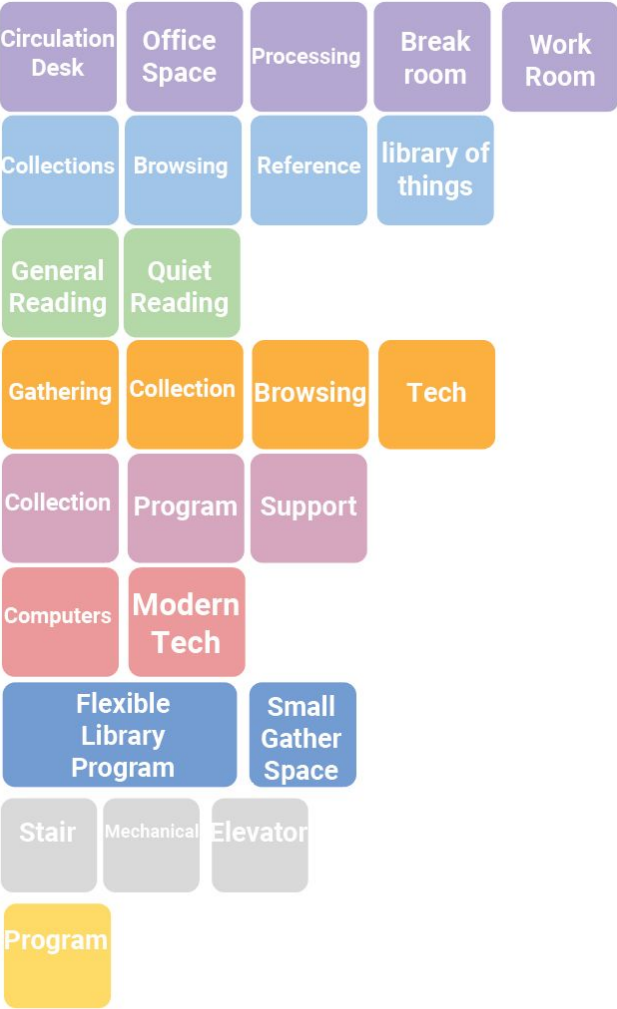 Circulation
Desk
Office
Space
Processing
Break
room
Work
Room
Collections
Browsing
Reference
library of
things
General
Reading
Quiet
Reading
Gathering
Collection
Browsing
Tech
Collection
Program
Support
Computers
Modern
Tech
Flexible
Library
Program
Small
Gather
Space
Stair
Mechanical
Elevator
Program